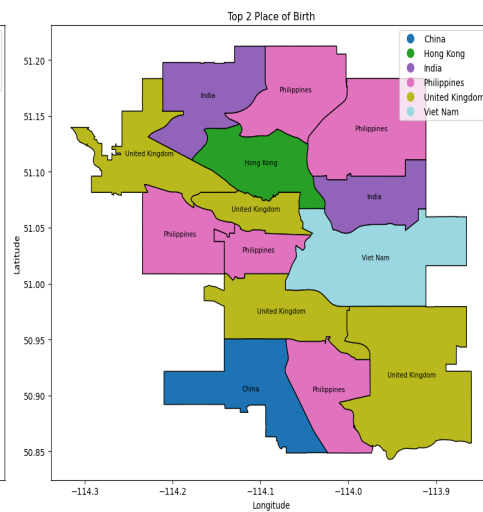 Top 2 Place of Birth
China
Hong Kong
India
Philippines
United Kingdom
Viet Nam
51.20
51.15
51.10
51.05
51.00
50.95
50.90
50.85
Latitude
India
Philippines
Philippines
United Kingdom
Hong Kong
India
United Kingdom
Philippines
Philippines
Viet Nam
United Kingdom
United Kingdom
China
Philippines
−114.3
−114.2
−114.1
−114.0
−113.9
Longitude